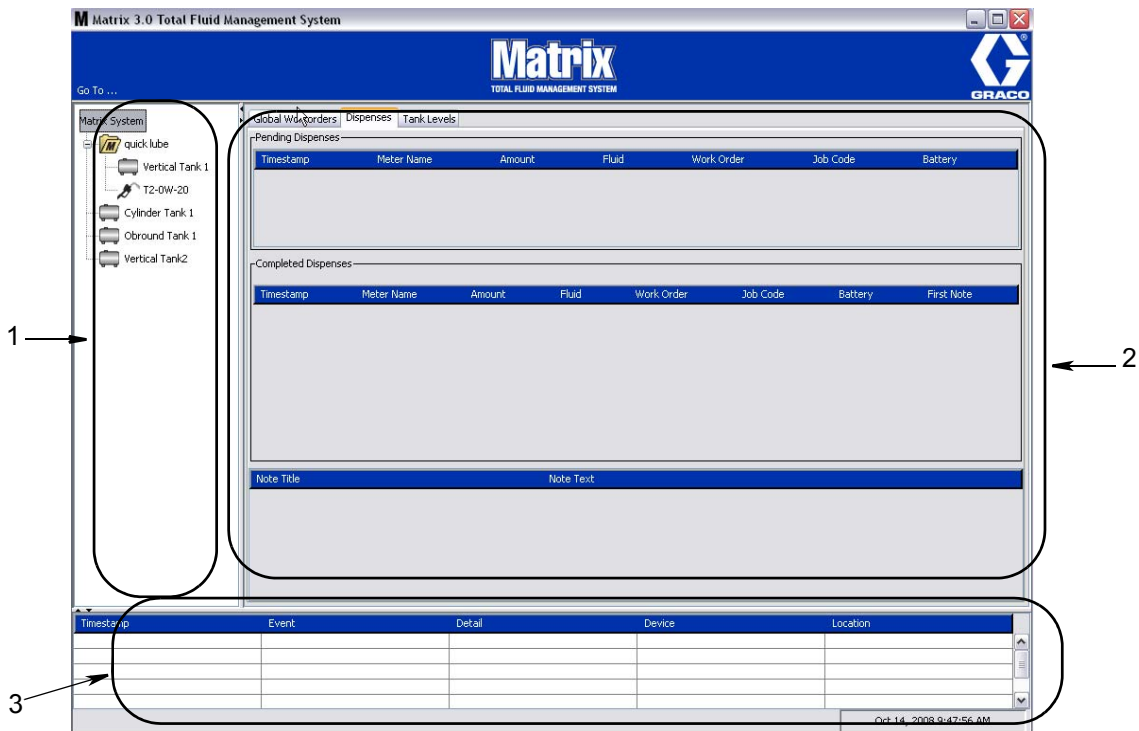 Matrix 3.0 Total Fluid Management System
Matrix
TOTAL FLUID MANAGEMENT SYSTEM
GRACO
Go To ...
Matrix System
quick lube
Vertical Tank 1
T2-0W-20
Cylinder Tank 1
Obround Tank 1
Vertical Tank2
Global Workorders Dispenses Tank Levels
Pending Dispenses
Timestamp Meter Name Amount Fluid Work Order Job Code Battery
Completed Dispenses
Timestamp Meter Name Amount Fluid Work Order Job Code Battery First Note
Note Title Note Text
1
2
Timestamp Event Detail Device Location
3
Oct 14, 2008 9:47:56 AM